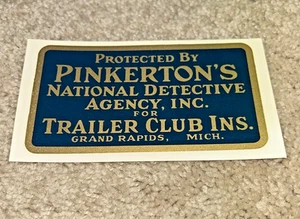 PROTECTED BY
PINKERTON'S
NATIONAL DETECTIVE
AGENCY, INC.
FOR
TRAILER CLUB INS.
GRAND RAPIDS, MICH.